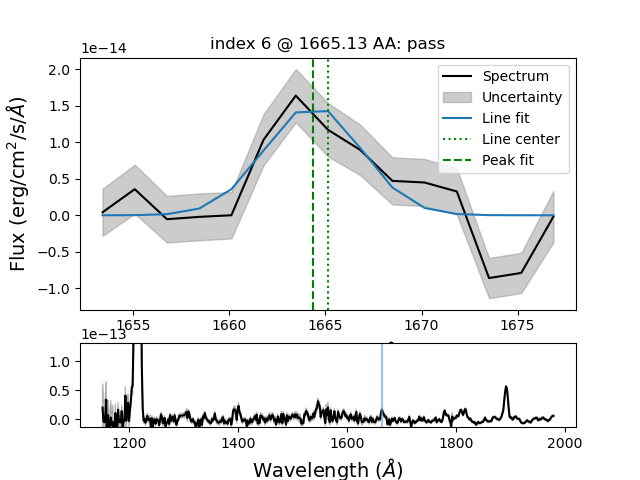 index 6 @ 1665.13 AA: pass
1e−14
2.0
1.5
1.0
0.5
0.0
−0.5
−1.0
Flux (erg/cm²/s/Å)
Spectrum
Uncertainty
Line fit
Line center
Peak fit
1655 1660 1665 1670 1675
1e−13
1.0
0.5
0.0
1200 1400 1600 1800 2000
Wavelength (Å)